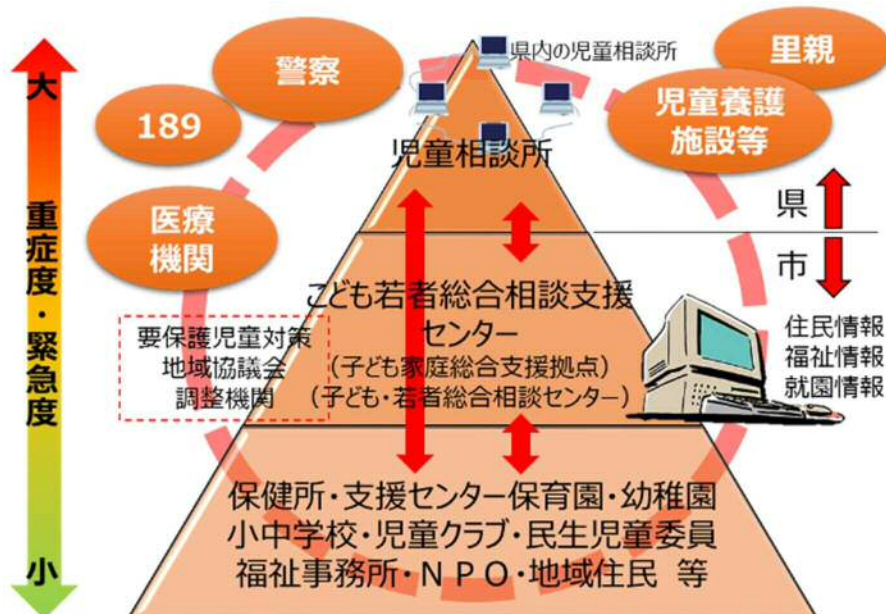 大
重症度・緊急度
小
警察
189
医療
機関
県内の児童相談所
里親
児童養護
施設等
児童相談所
県
市
こども若者総合相談支援
センター
(子ども家庭総合支援拠点)
(子ども・若者総合相談センター)
要保護児童対策
地域協議会
調整機関
住民情報
福祉情報
就園情報
保健所・支援センター保育園・幼稚園
小中学校・児童クラブ・民生児童委員
福祉事務所・NPO・地域住民 等